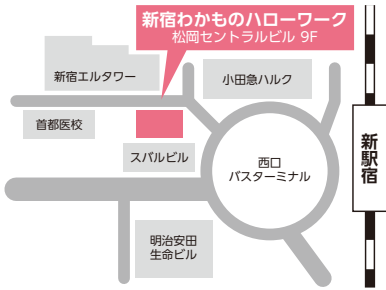 新宿わかものハローワーク
松岡セントラルビル 9F
新宿エルタワー
小田急ハルク
首都医校
スバルビル
西口
バスターミナル
新駅宿
明治安田
生命ビル